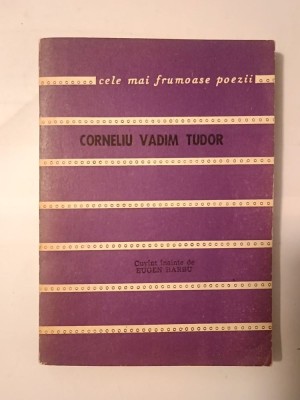 cele mai frumoase poezii
CORNELIU VADIM TUDOR
Cuvînt înainte de
EUGEN BARBU